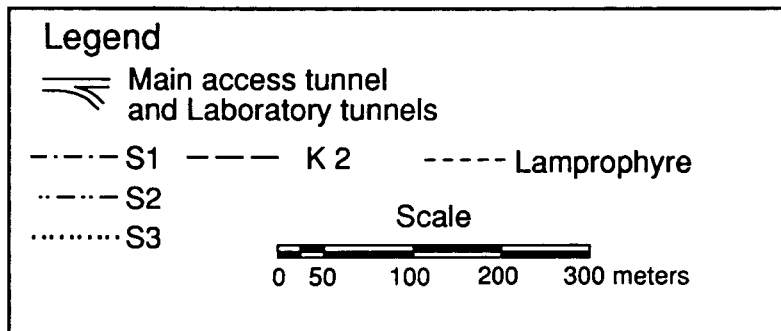 Legend
Main access tunnel
and Laboratory tunnels
S1 K 2 Lamprophyre
S2
S3
Scale
0 50 100 200 300 meters